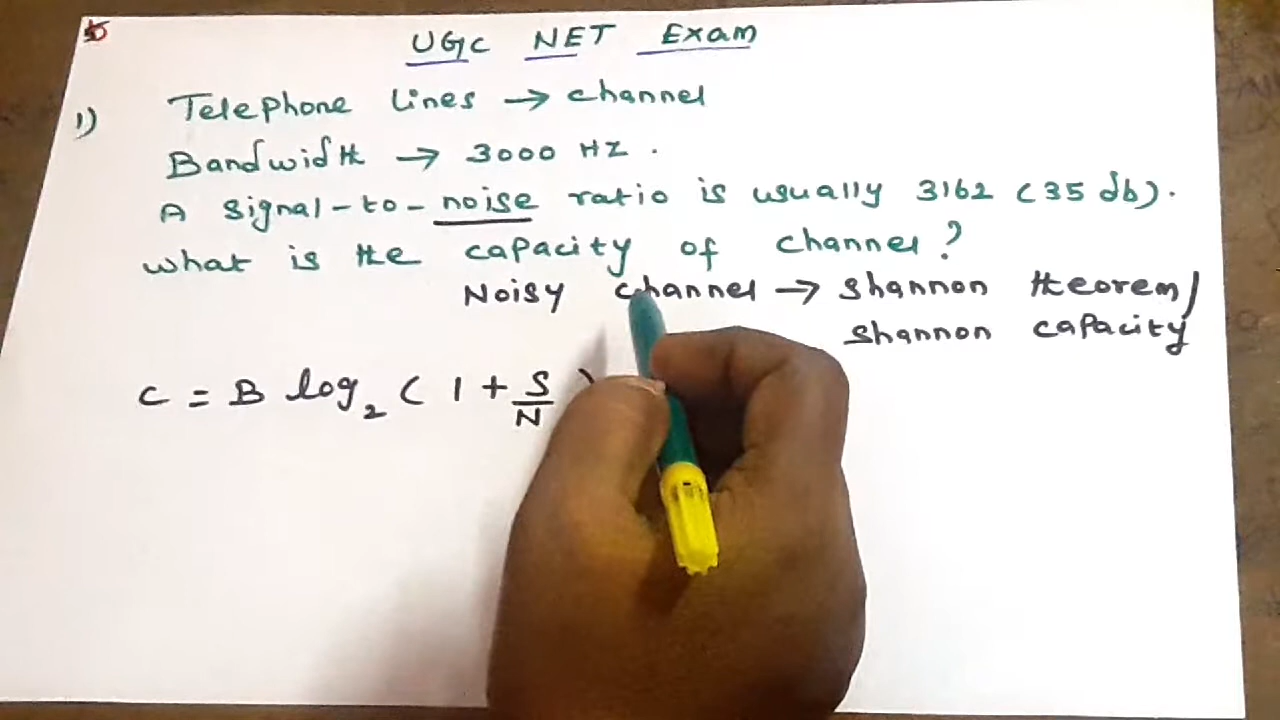 UGC NET Exam
1) Telephone lines → channel
Bandwidth → 3000 HZ.
A signal-to-noise ratio is usually 3162 (35 db).
what is the capacity of channel?
Noisy channel → shannon theorem/
shannon capacity
C = B log₂ ( 1 + S/N )